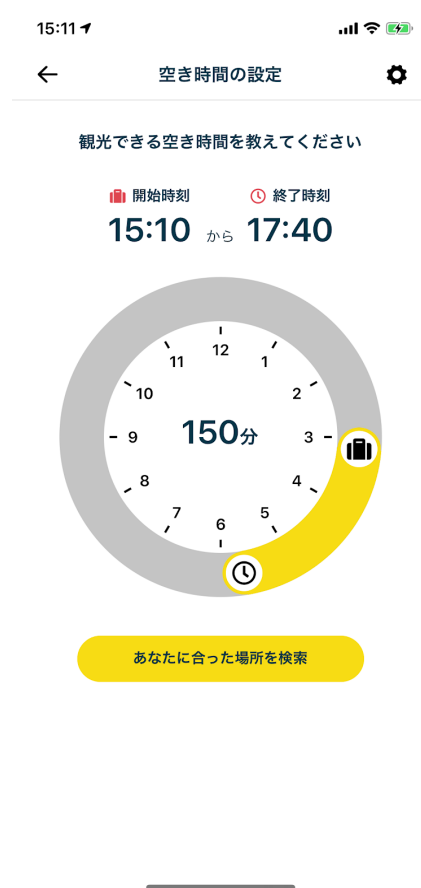 15:11
空き時間の設定
観光できる空き時間を教えてください
開始時刻 終了時刻
15:10 から 17:40
12
11 1
10 2
150分
9 3
8 4
7 5
6
あなたに合った場所を検索